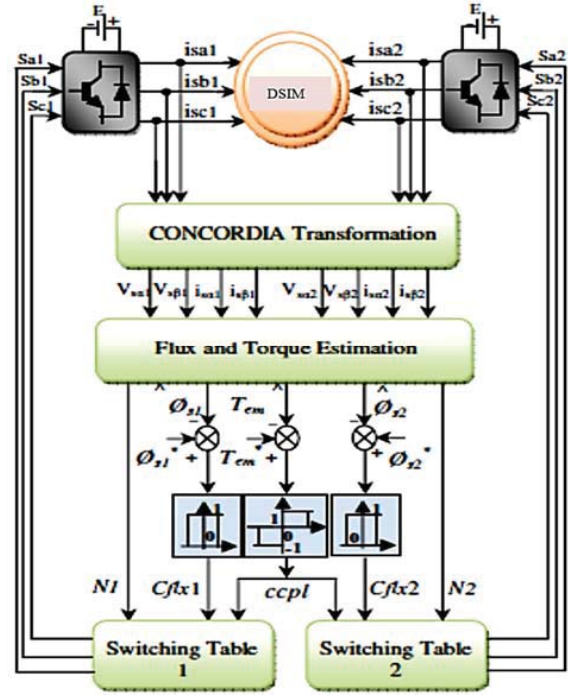 E E
- + - +
Sa1 isa1 isa2 Sa2
Sb1 isb1 DSIM isb2 Sb2
Sc1 isc1 isc2 Sc2
CONCORDIA Transformation
Vsα1 Vsβ1 isα1 isβ1 Vsα2 Vsβ2 isα2 isβ2
Flux and Torque Estimation
^ ^ ^
Øs1 Tem Øs2
- - -
Øs1* + Tem* + + Øs2*
1 1 1
0 0 0
-1
N1 Cflx1 ccpl Cflx2 N2
Switching Table Switching Table
1 2